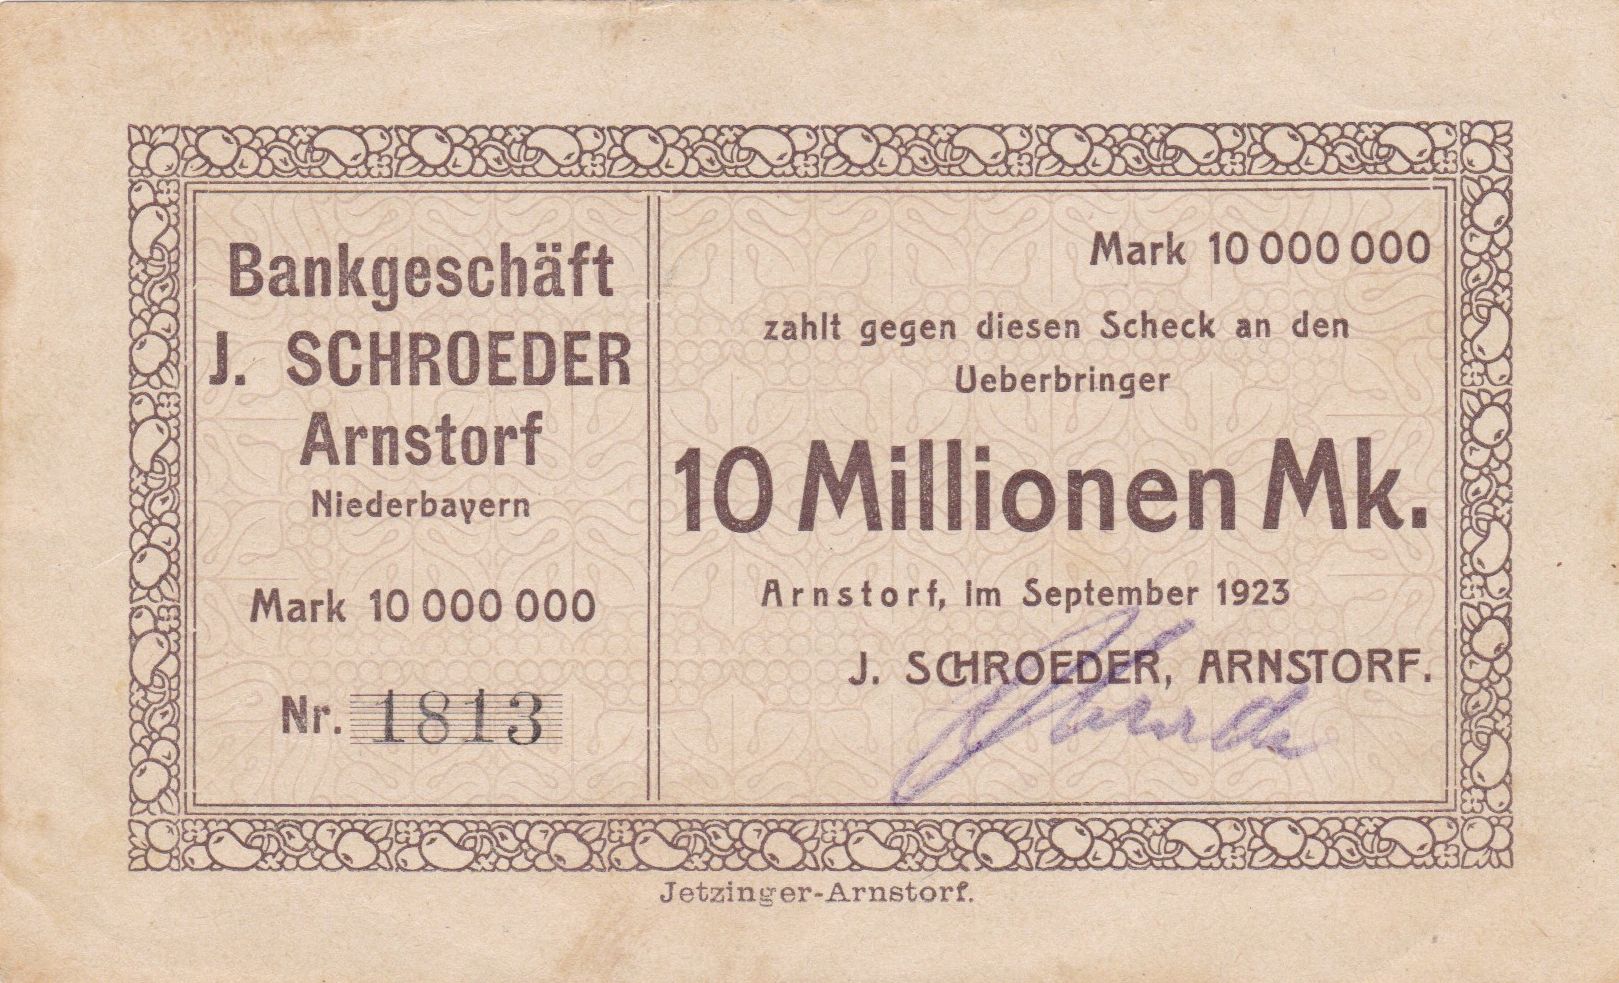 Bankgeschäft
J. SCHROEDER
Arnstorf
Niederbayern
Mark 10 000 000
Nr. 1813
Mark 10 000 000
zahlt gegen diesen Scheck an den
Ueberbringer
10 Millionen Mk.
Arnstorf, im September 1923
J. SCHROEDER, ARNSTORF.
Jetzinger-Arnstorf.